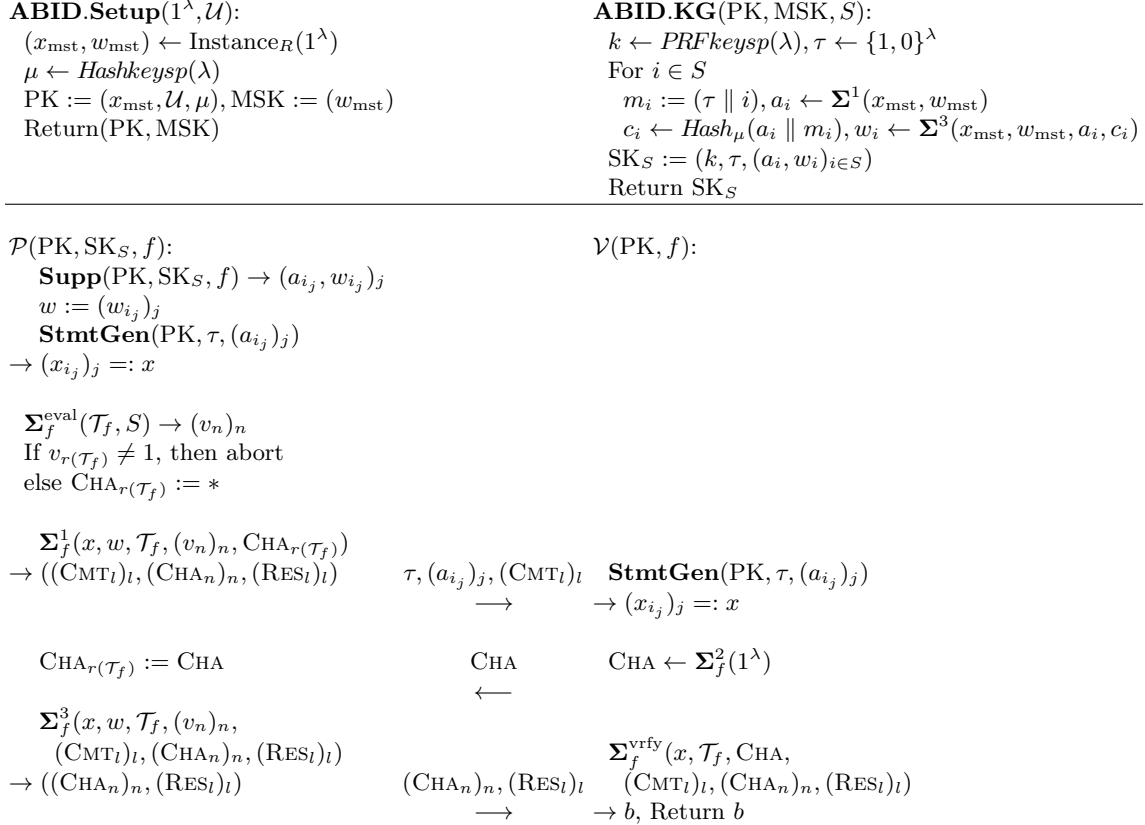 ABID.Setup(1^λ, 𝒰):
(x_mst, w_mst) ← Instance_R(1^λ)
μ ← Hashkeysp(λ)
PK := (x_mst, 𝒰, μ), MSK := (w_mst)
Return(PK, MSK)
ABID.KG(PK, MSK, S):
k ← PRFkeysp(λ), τ ← {1, 0}^λ
For i ∈ S
m_i := (τ ∥ i), a_i ← Σ^1(x_mst, w_mst)
c_i ← Hash_μ(a_i ∥ m_i), w_i ← Σ^3(x_mst, w_mst, a_i, c_i)
SK_S := (k, τ, (a_i, w_i)_{i∈S})
Return SK_S
𝒫(PK, SK_S, f): 𝒱(PK, f):
Supp(PK, SK_S, f) → (a_{i_j}, w_{i_j})_j
w := (w_{i_j})_j
StmtGen(PK, τ, (a_{i_j})_j)
→ (x_{i_j})_j =: x
Σ_f^eval(𝒯_f, S) → (v_n)_n
If v_{r(𝒯_f)} ≠ 1, then abort
else CHA_{r(𝒯_f)} := ∗
Σ_f^1(x, w, 𝒯_f, (v_n)_n, CHA_{r(𝒯_f)})
→ ((CMT_l)_l, (CHA_n)_n, (RES_l)_l) τ, (a_{i_j})_j, (CMT_l)_l StmtGen(PK, τ, (a_{i_j})_j)
⟶ → (x_{i_j})_j =: x
CHA_{r(𝒯_f)} := CHA CHA CHA ← Σ_f^2(1^λ)
⟵
Σ_f^3(x, w, 𝒯_f, (v_n)_n,
(CMT_l)_l, (CHA_n)_n, (RES_l)_l) Σ_f^vrfy(x, 𝒯_f, CHA,
→ ((CHA_n)_n, (RES_l)_l) (CHA_n)_n, (RES_l)_l (CMT_l)_l, (CHA_n)_n, (RES_l)_l)
⟶ → b, Return b